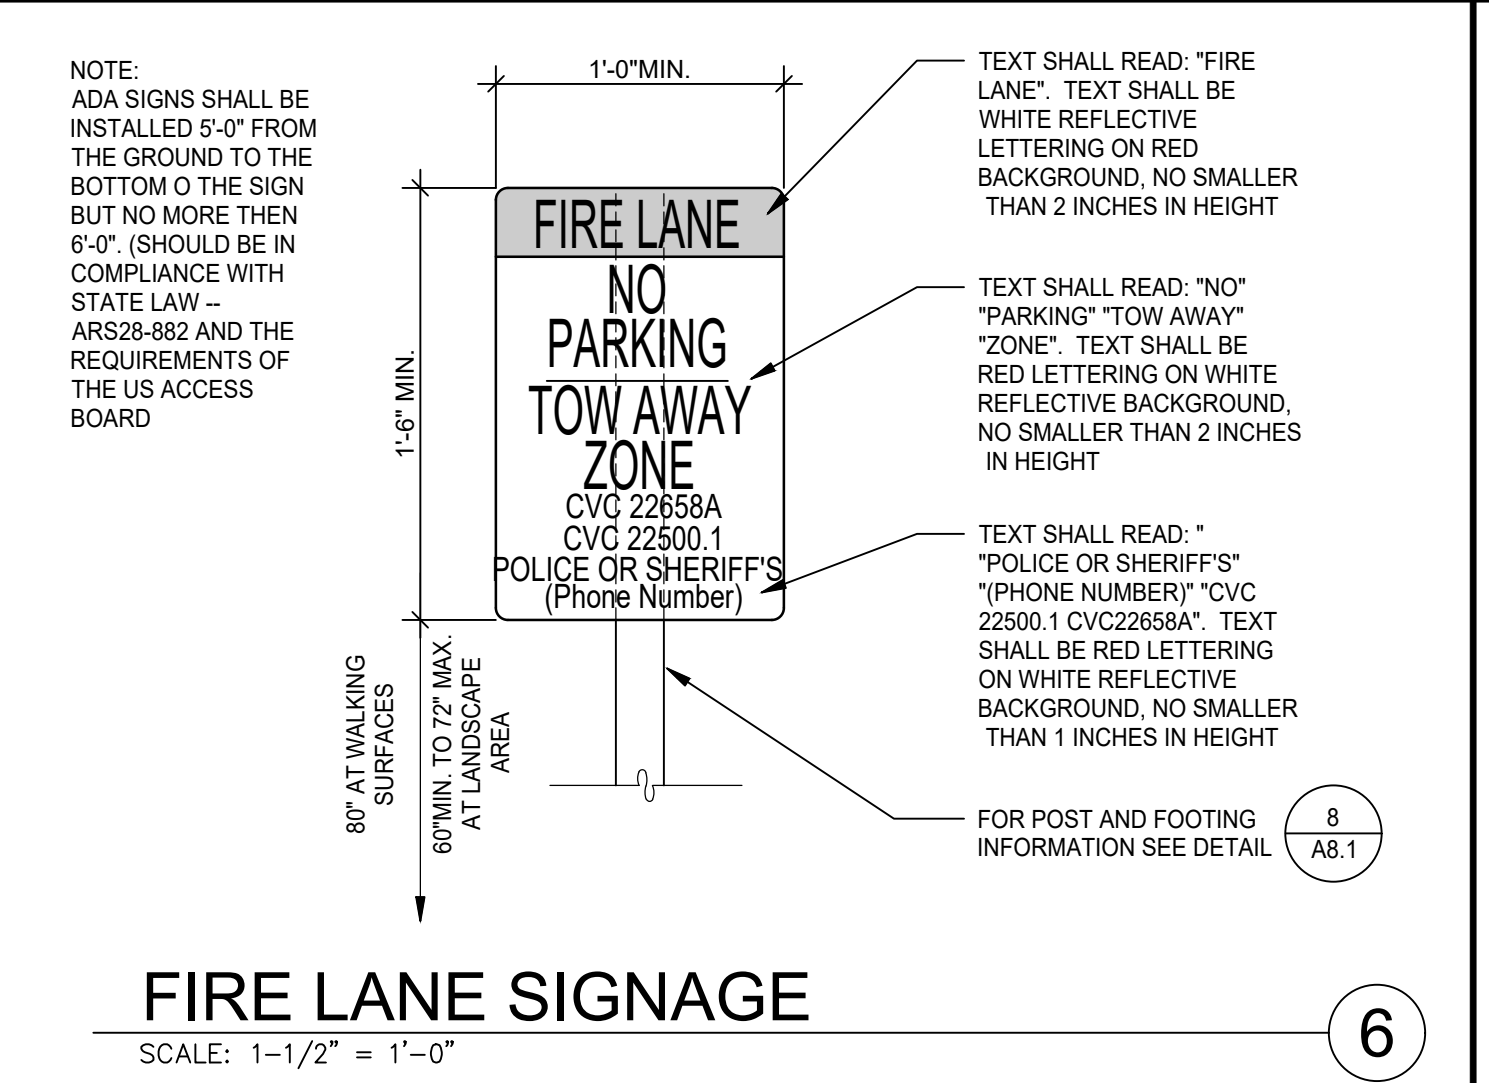 NOTE:
ADA SIGNS SHALL BE
INSTALLED 5'-0" FROM
THE GROUND TO THE
BOTTOM O THE SIGN
BUT NO MORE THEN
6'-0". (SHOULD BE IN
COMPLIANCE WITH
STATE LAW --
ARS28-882 AND THE
REQUIREMENTS OF
THE US ACCESS
BOARD
1'-0"MIN.
1'-6" MIN.
FIRE LANE
NO
PARKING
TOW AWAY
ZONE
CVC 22658A
CVC 22500.1
POLICE OR SHERIFF'S
(Phone Number)
80" AT WALKING
SURFACES
60"MIN. TO 72" MAX.
AT LANDSCAPE
AREA
TEXT SHALL READ: "FIRE
LANE".  TEXT SHALL BE
WHITE REFLECTIVE
LETTERING ON RED
BACKGROUND, NO SMALLER
THAN 2 INCHES IN HEIGHT
TEXT SHALL READ: "NO"
"PARKING" "TOW AWAY"
"ZONE".  TEXT SHALL BE
RED LETTERING ON WHITE
REFLECTIVE BACKGROUND,
NO SMALLER THAN 2 INCHES
IN HEIGHT
TEXT SHALL READ: "
"POLICE OR SHERIFF'S"
"(PHONE NUMBER)" "CVC
22500.1 CVC22658A".  TEXT
SHALL BE RED LETTERING
ON WHITE REFLECTIVE
BACKGROUND, NO SMALLER
THAN 1 INCHES IN HEIGHT
FOR POST AND FOOTING
INFORMATION SEE DETAIL
8
A8.1
FIRE LANE SIGNAGE
SCALE: 1-1/2" = 1'-0"
6